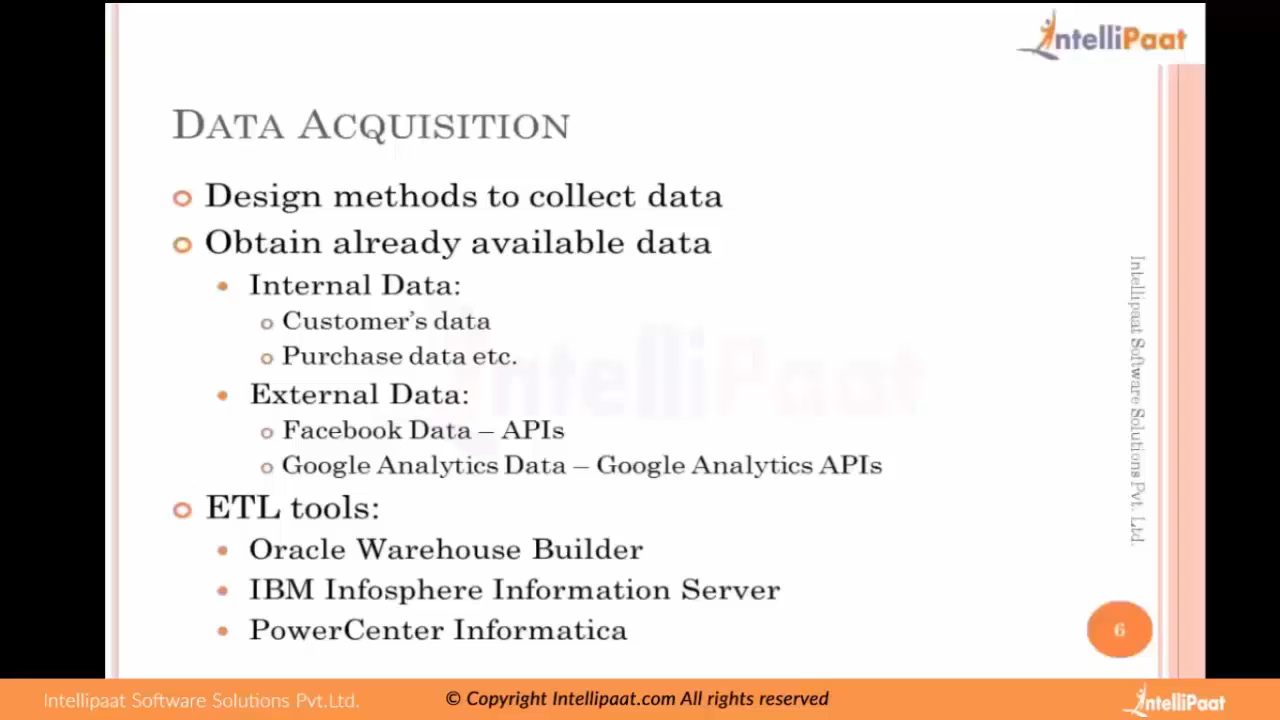 IntelliPaat
DATA ACQUISITION
Design methods to collect data
Obtain already available data
Internal Data:
Customer's data
Purchase data etc.
External Data:
Facebook Data – APIs
Google Analytics Data – Google Analytics APIs
ETL tools:
Oracle Warehouse Builder
IBM Infosphere Information Server
PowerCenter Informatica
IntelliPaat
Intellipaat Software Solutions Pvt. Ltd.
6
Intellipaat Software Solutions Pvt.Ltd.
© Copyright Intellipaat.com All rights reserved
IntelliPaat